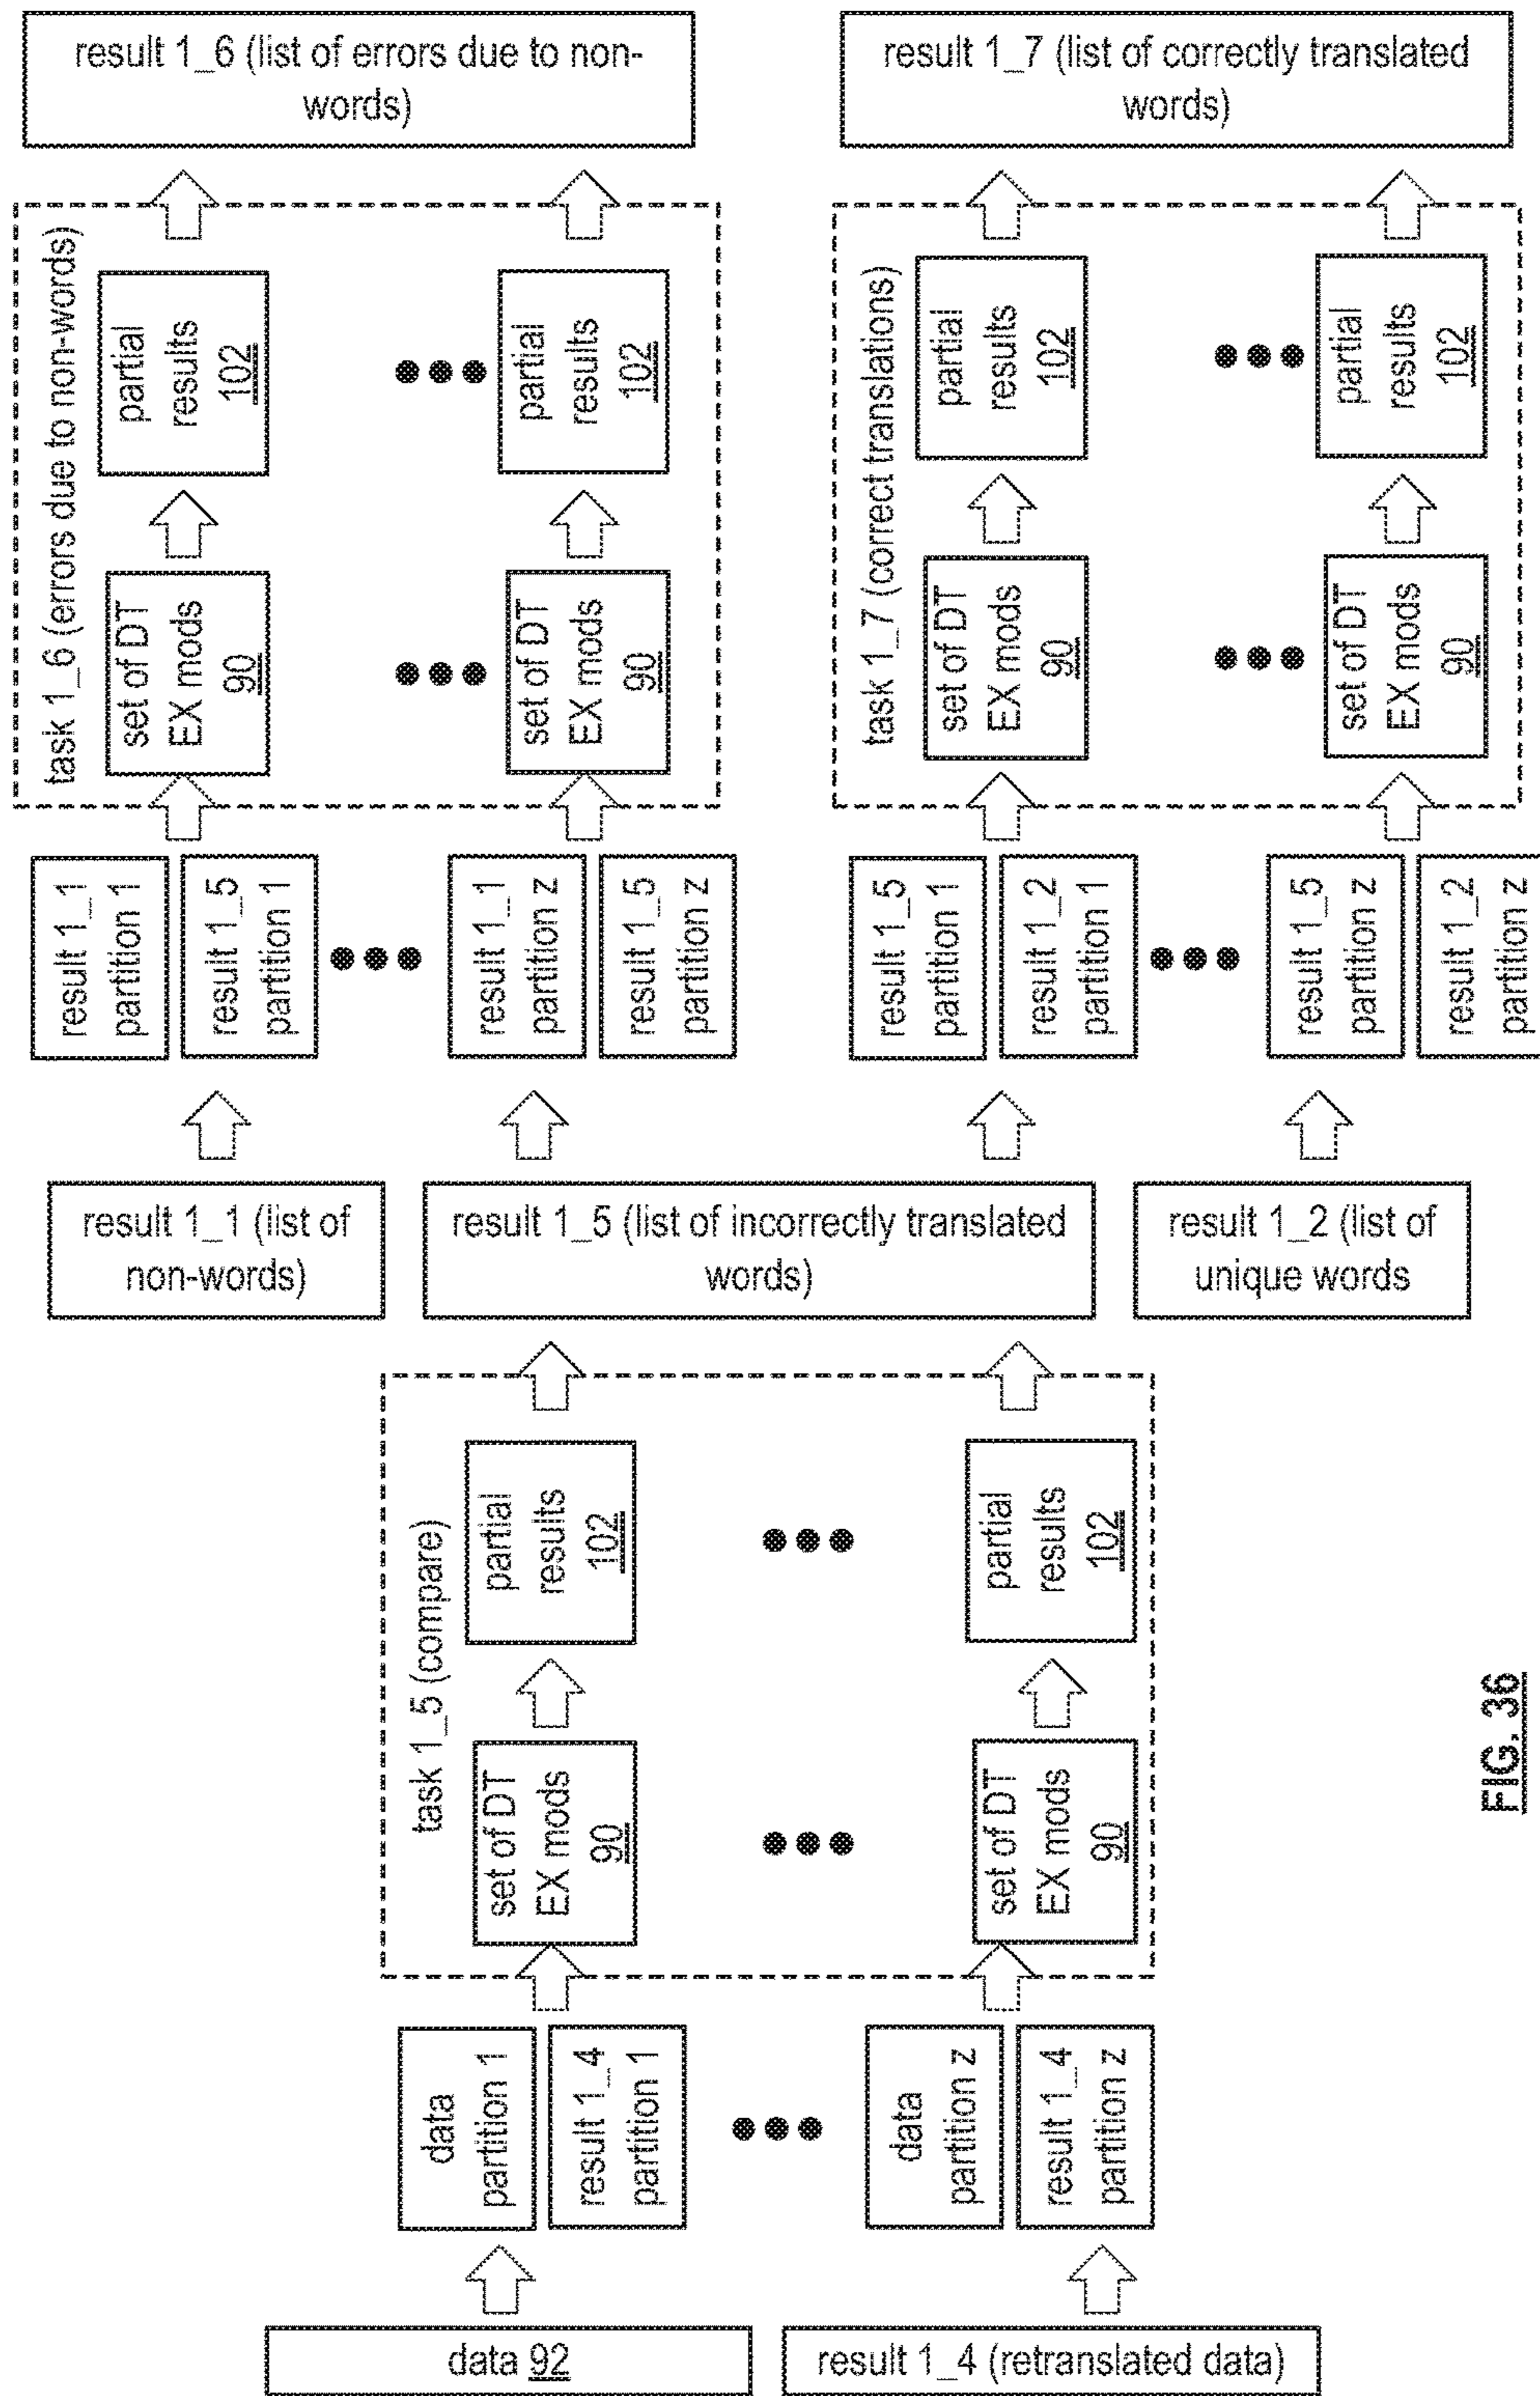 data 92
result 1_4 (retranslated data)
data
partition 1
result 1_4
partition 1
data
partition z
result 1_4
partition z
task 1_5 (compare)
set of DT
EX mods
90
partial
results
102
set of DT
EX mods
90
partial
results
102
result 1_1 (list of
non-words)
result 1_5 (list of incorrectly translated
words)
result 1_2 (list of
unique words
result 1_1
partition 1
result 1_5
partition 1
result 1_1
partition z
result 1_5
partition z
task 1_6 (errors due to non-words)
set of DT
EX mods
90
partial
results
102
set of DT
EX mods
90
partial
results
102
result 1_6 (list of errors due to non-
words)
result 1_5
partition 1
result 1_2
partition 1
result 1_5
partition z
result 1_2
partition z
task 1_7 (correct translations)
set of DT
EX mods
90
partial
results
102
set of DT
EX mods
90
partial
results
102
result 1_7 (list of correctly translated
words)
FIG. 36